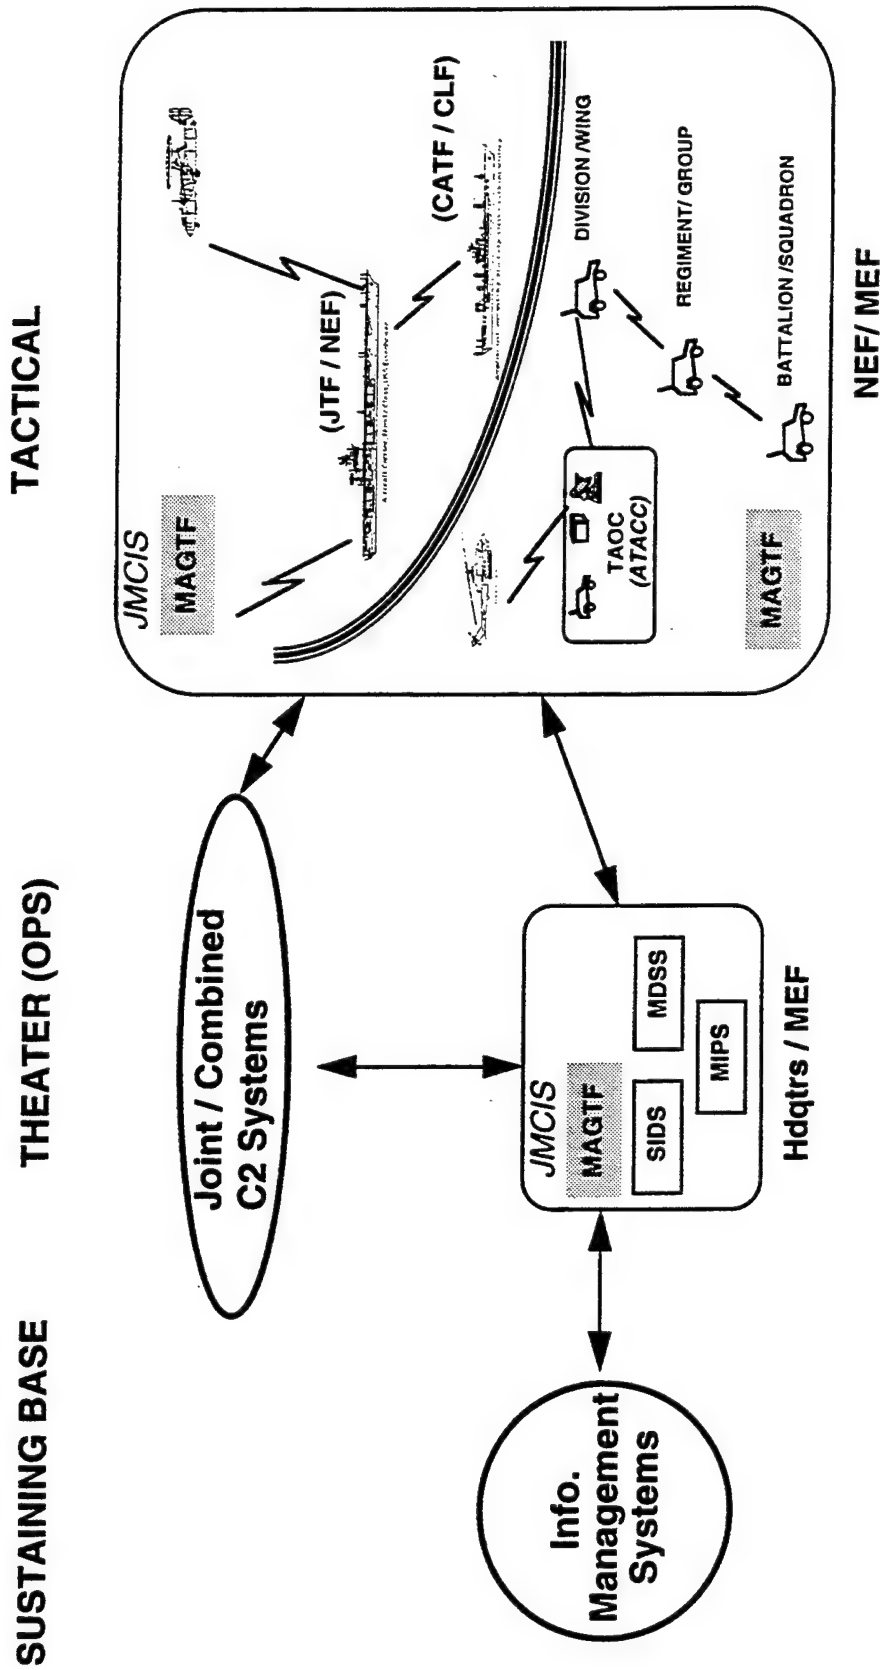 SUSTAINING BASE
THEATER (OPS)
TACTICAL
Info.
Management
Systems
Joint / Combined
C2 Systems
JMCIS
MAGTF
SIDS
MDSS
MIPS
Hdqtrs / MEF
JMCIS
MAGTF
(JTF / NEF)
(CATF / CLF)
TAOC
(ATACC)
DIVISION /WING
REGIMENT/ GROUP
BATTALION /SQUADRON
MAGTF
NEF/ MEF